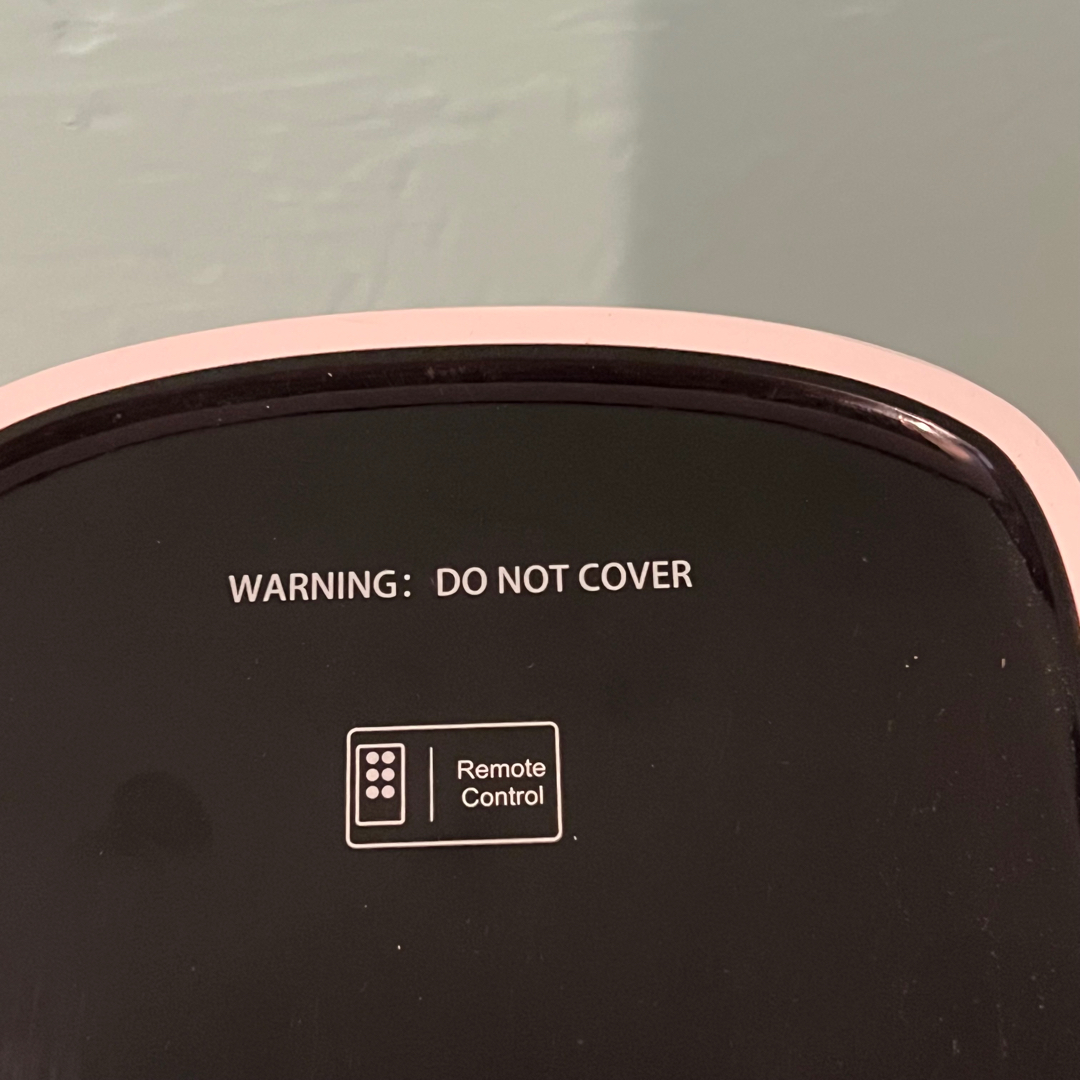 WARNING: DO NOT COVER
Remote
Control